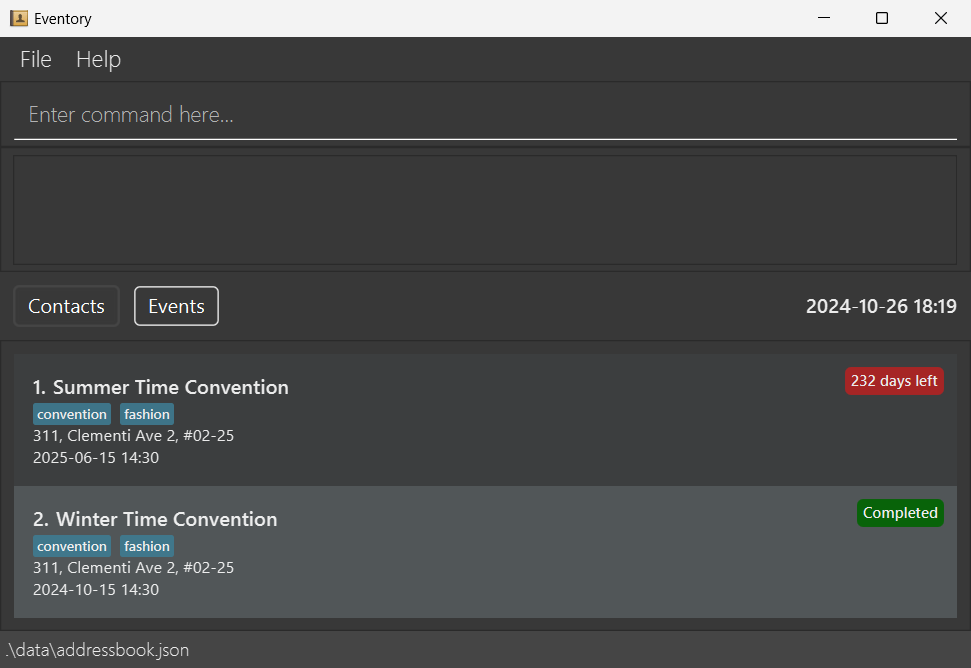 Eventory
File Help
Enter command here...
Contacts Events 2024-10-26 18:19
1. Summer Time Convention 232 days left
convention fashion
311, Clementi Ave 2, #02-25
2025-06-15 14:30
2. Winter Time Convention Completed
convention fashion
311, Clementi Ave 2, #02-25
2024-10-15 14:30
.\data\addressbook.json